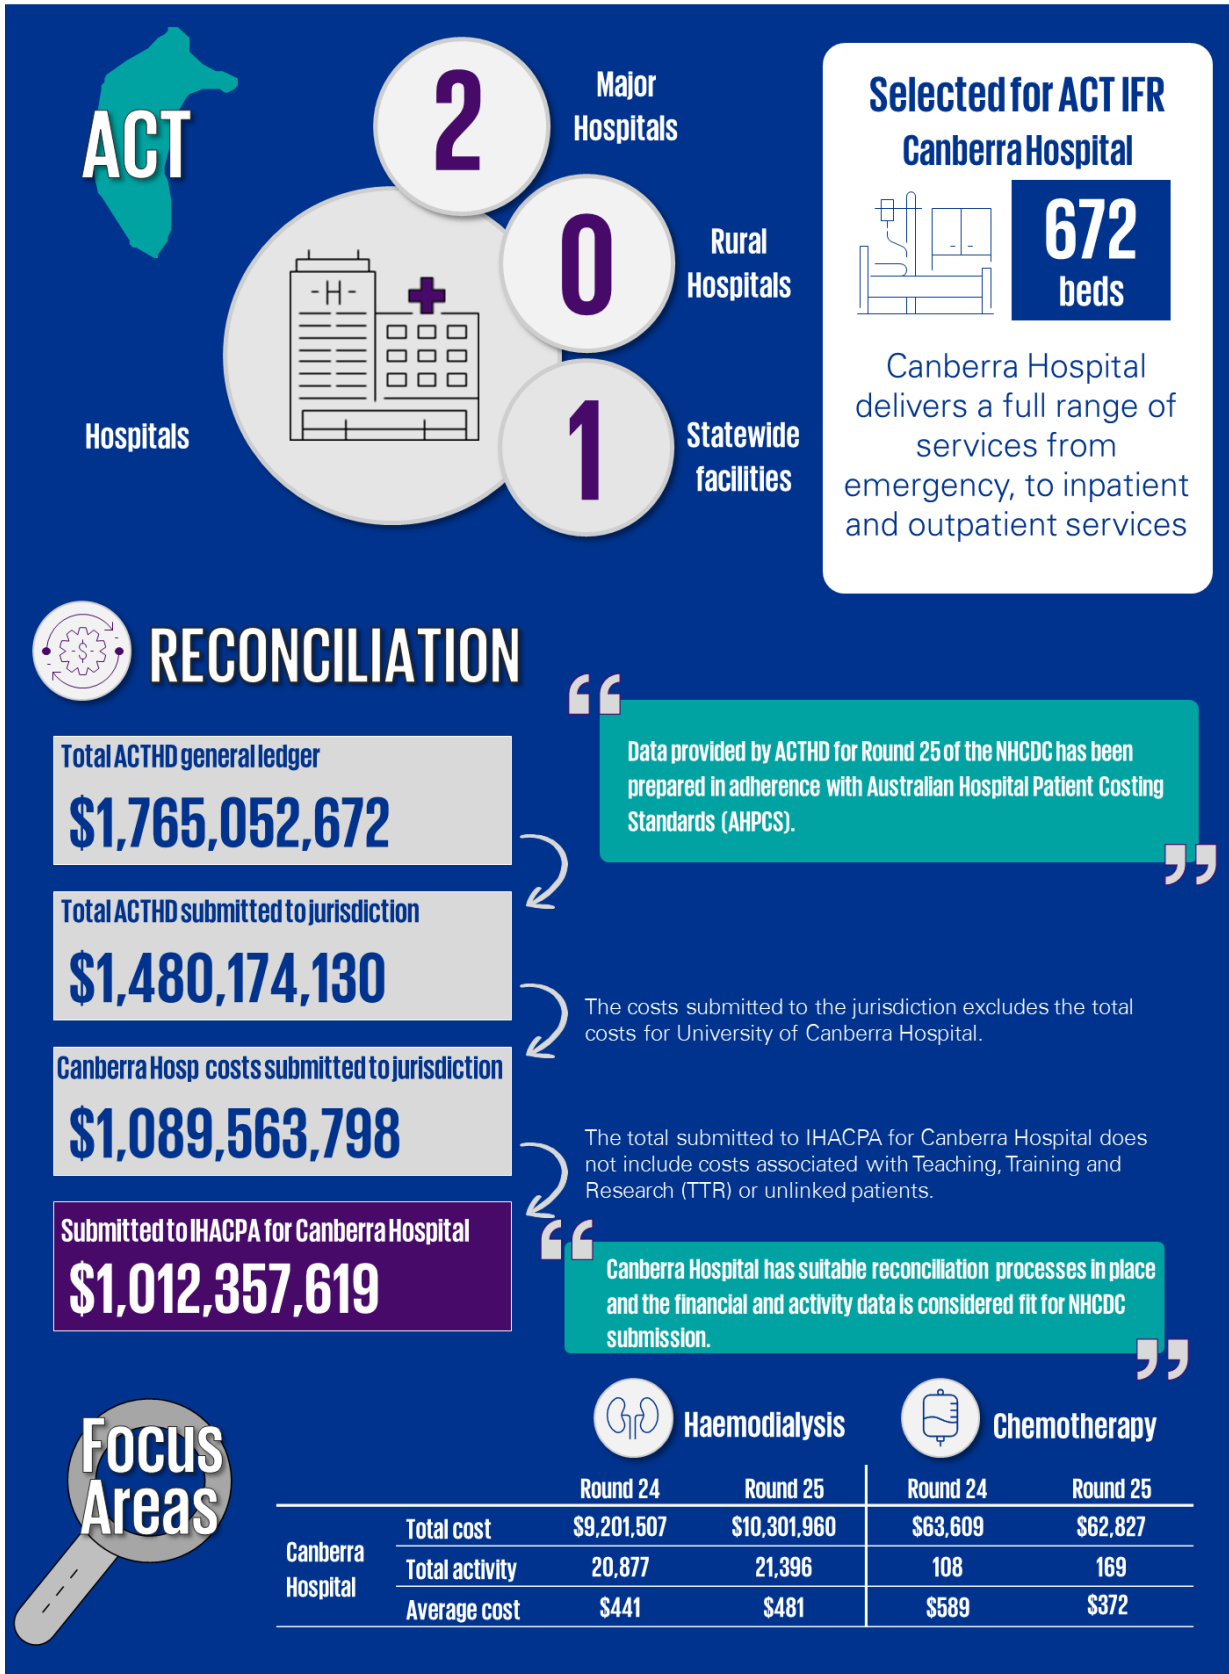 ACT
2
Major
Hospitals
0
Rural
Hospitals
-H-
Hospitals
1
Statewide
facilities
Selected for ACT IFR
Canberra Hospital
672
beds
Canberra Hospital
delivers a full range of
services from
emergency, to inpatient
and outpatient services
$
RECONCILIATION
Total ACTHD general ledger
$1,765,052,672
Total ACTHD submitted to jurisdiction
$1,480,174,130
Canberra Hosp costs submitted to jurisdiction
$1,089,563,798
Submitted to IHACPA for Canberra Hospital
$1,012,357,619
“
Data provided by ACTHD for Round 25 of the NHCDC has been
prepared in adherence with Australian Hospital Patient Costing
Standards (AHPCS).
”
The costs submitted to the jurisdiction excludes the total
costs for University of Canberra Hospital.
The total submitted to IHACPA for Canberra Hospital does
not include costs associated with Teaching, Training and
Research (TTR) or unlinked patients.
“
Canberra Hospital has suitable reconciliation processes in place
and the financial and activity data is considered fit for NHCDC
submission.
”
Focus
Areas
Haemodialysis Chemotherapy
Round 24 Round 25 Round 24 Round 25
Canberra
Hospital
Total cost $9,201,507 $10,301,960 $63,609 $62,827
Total activity 20,877 21,396 108 169
Average cost $441 $481 $589 $372